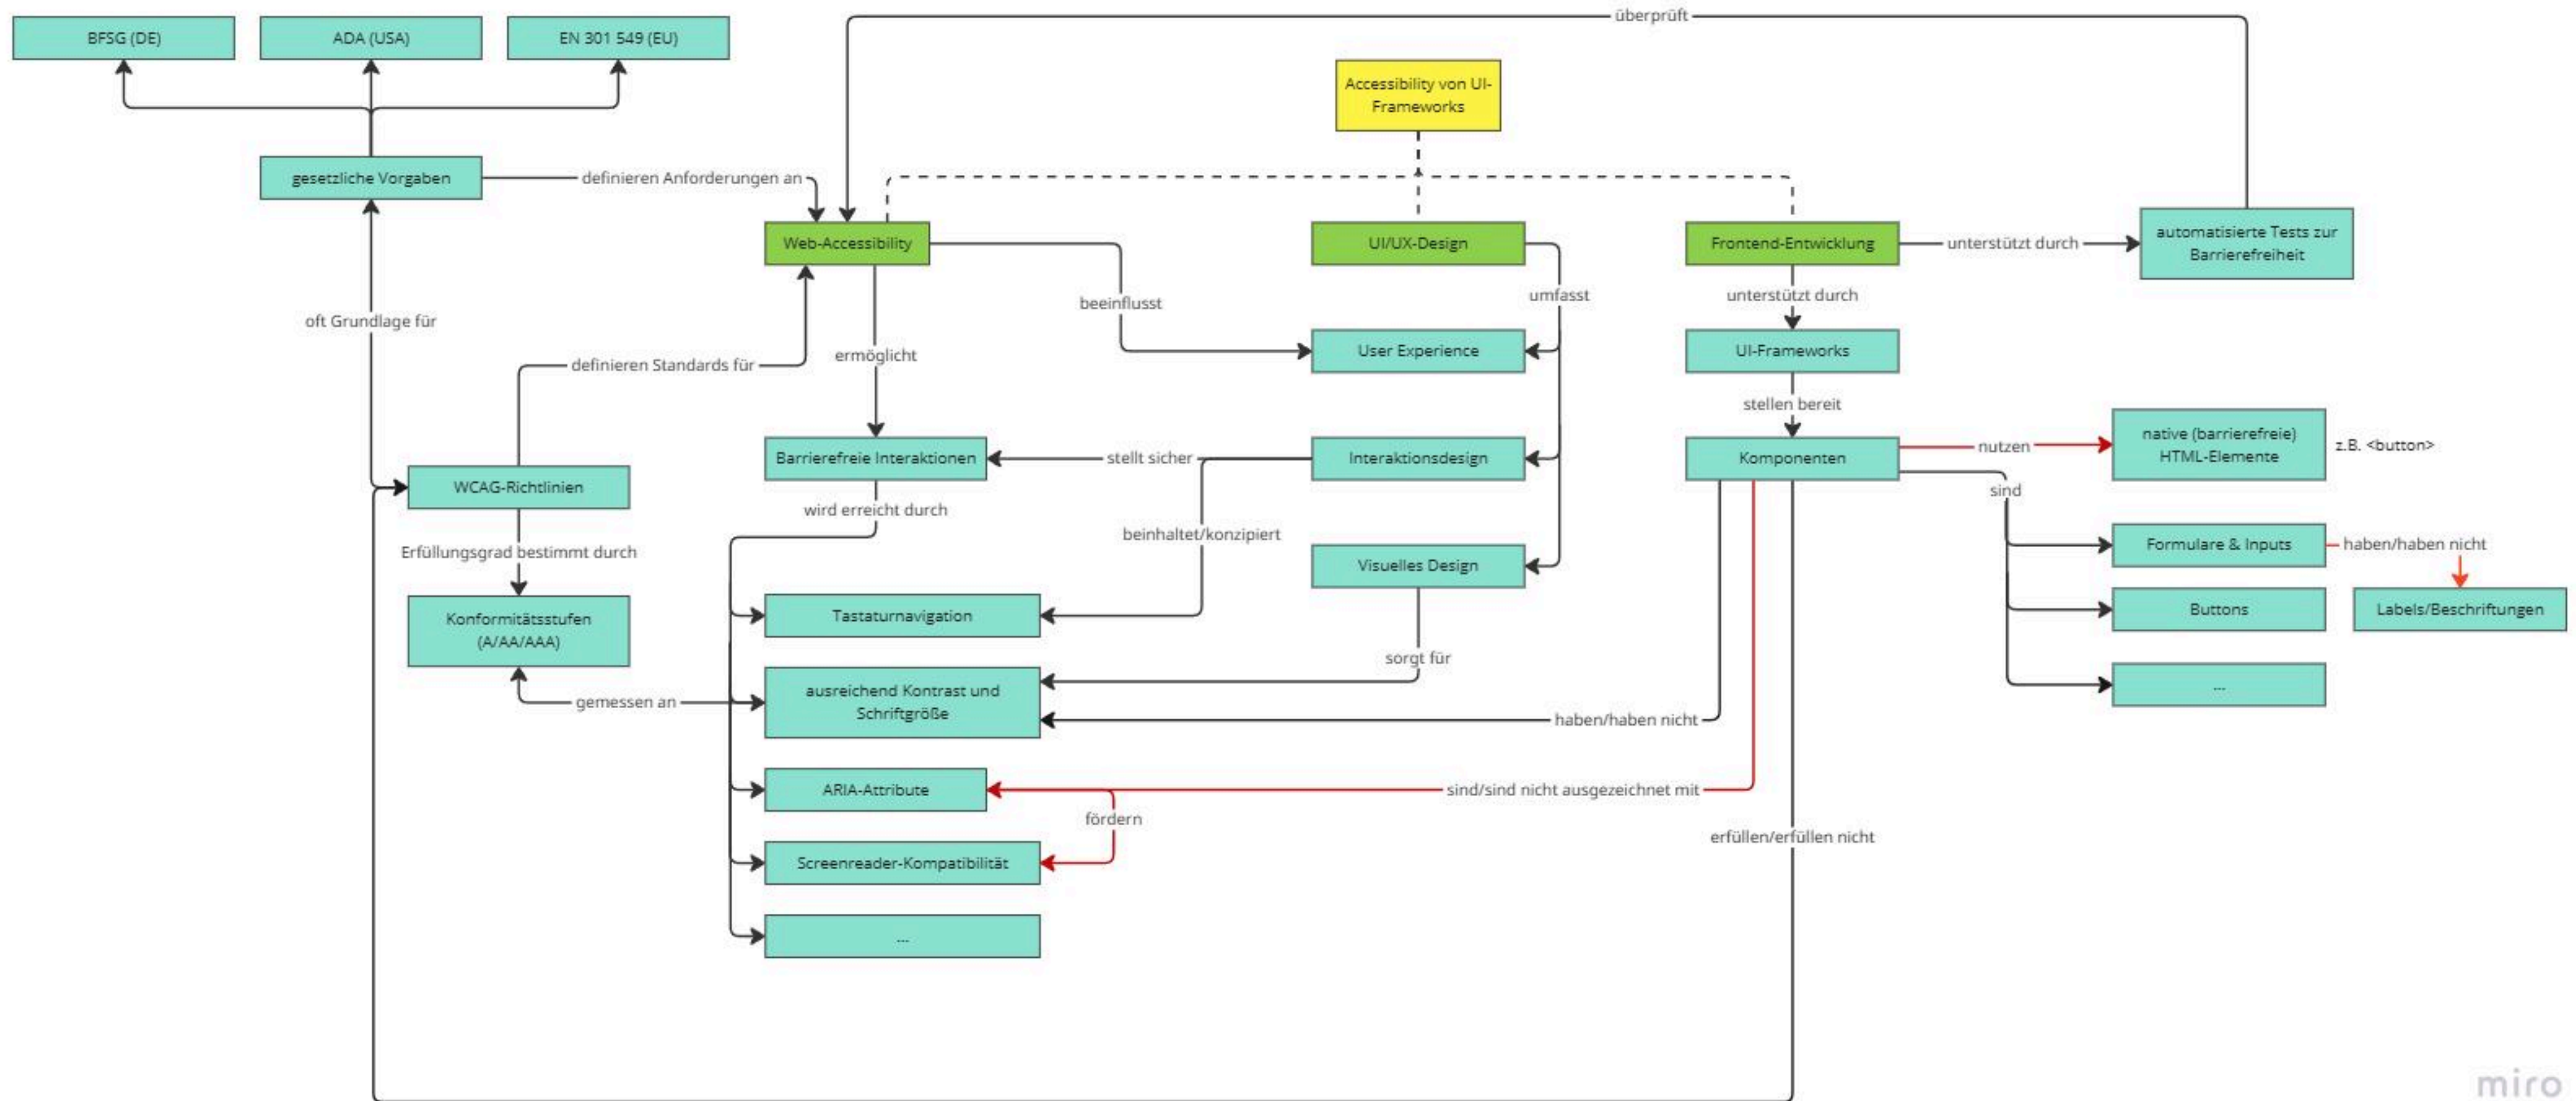 überprüft
BFSG (DE)
ADA (USA)
EN 301 549 (EU)
Accessibility von UI-
Frameworks
gesetzliche Vorgaben
definieren Anforderungen an
Web-Accessibility
UI/UX-Design
Frontend-Entwicklung
unterstützt durch
automatisierte Tests zur
Barrierefreiheit
beeinflusst
umfasst
unterstützt durch
oft Grundlage für
definieren Standards für
ermöglicht
User Experience
UI-Frameworks
stellen bereit
Barrierefreie Interaktionen
stellt sicher
Interaktionsdesign
Komponenten
nutzen
native (barrierefreie)
HTML-Elemente
z.B. <button>
WCAG-Richtlinien
wird erreicht durch
sind
beinhaltet/konzipiert
Erfüllungsgrad bestimmt durch
Visuelles Design
Formulare & Inputs
haben/haben nicht
Konformitätsstufen
(A/AA/AAA)
Tastaturnavigation
Buttons
Labels/Beschriftungen
sorgt für
gemessen an
ausreichend Kontrast und
Schriftgröße
haben/haben nicht
...
ARIA-Attribute
sind/sind nicht ausgezeichnet mit
fördern
erfüllen/erfüllen nicht
Screenreader-Kompatibilität
...
miro